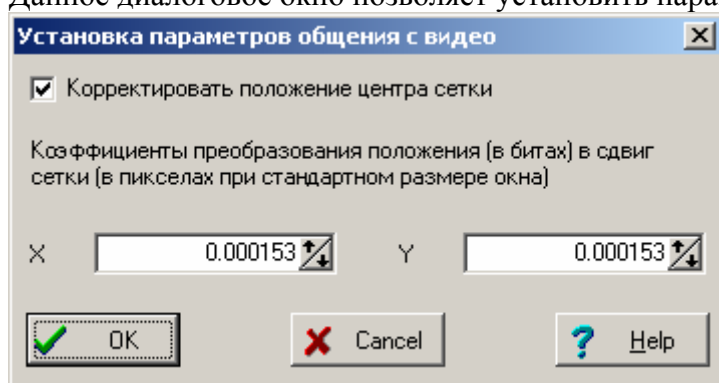 Данное диалоговое окно позволяет установить пара
Установка параметров общения с видео
Корректировать положение центра сетки
Коэффициенты преобразования положения (в битах) в сдвиг
сетки (в пикселах при стандартном размере окна)
X 0.000153 Y 0.000153
OK Cancel Help